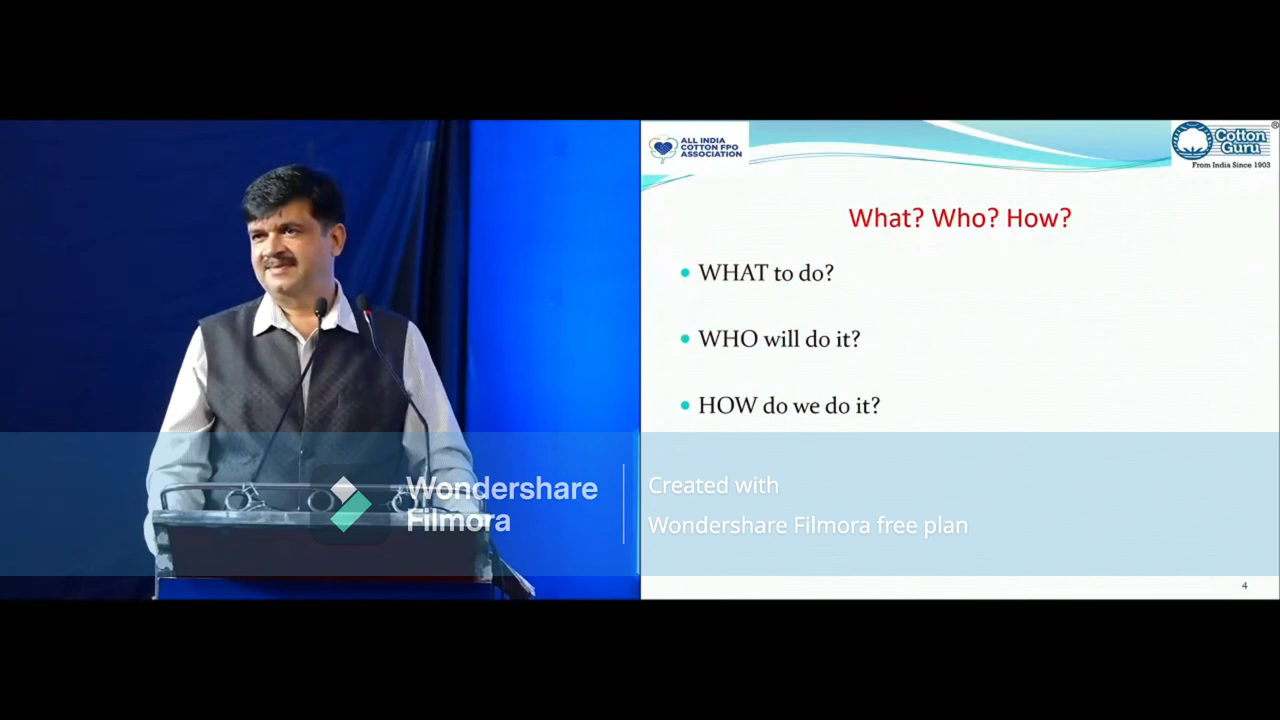 ALL INDIA
COTTON FPO
ASSOCIATION
Cotton
Guru
®
From India Since 1903
What? Who? How?
• WHAT to do?
• WHO will do it?
• HOW do we do it?
Wondershare
Filmora
Created with
Wondershare Filmora free plan
4